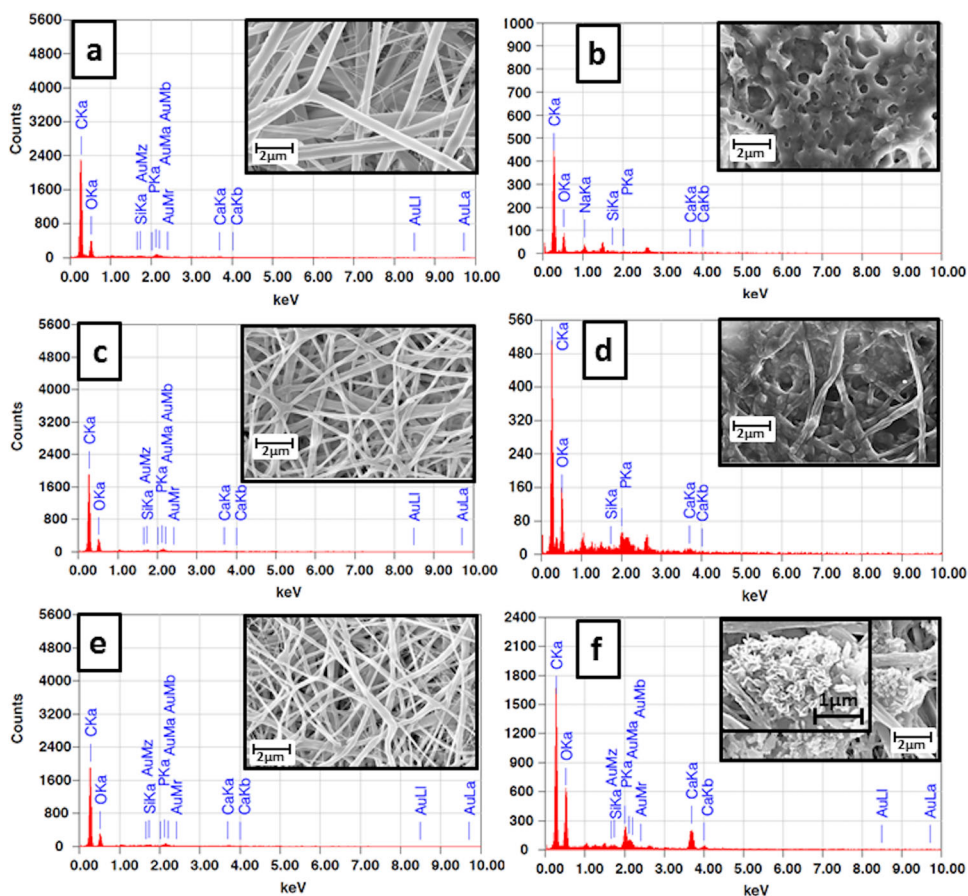 a
Counts
5600
4800
4000
3200
2400
1600
800
0
CKa
OKa
SiKa
AuMz
PKa
AuMa
AuMr
AuMb
CaKa
CaKb
AuLl
AuLa
2µm
0.00 1.00 2.00 3.00 4.00 5.00 6.00 7.00 8.00 9.00 10.00
keV
b
1000
900
800
700
600
500
400
300
200
100
0
CKa
OKa
NaKa
SiKa
PKa
CaKa
CaKb
2µm
0.00 1.00 2.00 3.00 4.00 5.00 6.00 7.00 8.00 9.00 10.00
keV
c
Counts
5600
4800
4000
3200
2400
1600
800
0
CKa
OKa
SiKa
AuMz
PKa
AuMa
AuMr
AuMb
CaKa
CaKb
AuLl
AuLa
2µm
0.00 1.00 2.00 3.00 4.00 5.00 6.00 7.00 8.00 9.00 10.00
keV
d
560
480
400
320
240
160
80
0
CKa
OKa
SiKa
PKa
CaKa
CaKb
2µm
0.00 1.00 2.00 3.00 4.00 5.00 6.00 7.00 8.00 9.00 10.00
keV
e
Counts
5600
4800
4000
3200
2400
1600
800
0
CKa
OKa
SiKa
AuMz
PKa
AuMa
AuMr
AuMb
CaKa
CaKb
AuLl
AuLa
2µm
0.00 1.00 2.00 3.00 4.00 5.00 6.00 7.00 8.00 9.00 10.00
keV
f
2400
2100
1800
1500
1200
900
600
300
0
CKa
OKa
SiKa
AuMz
PKa
AuMa
AuMr
AuMb
CaKa
CaKb
AuLl
AuLa
1µm
2µm
0.00 1.00 2.00 3.00 4.00 5.00 6.00 7.00 8.00 9.00 10.00
keV